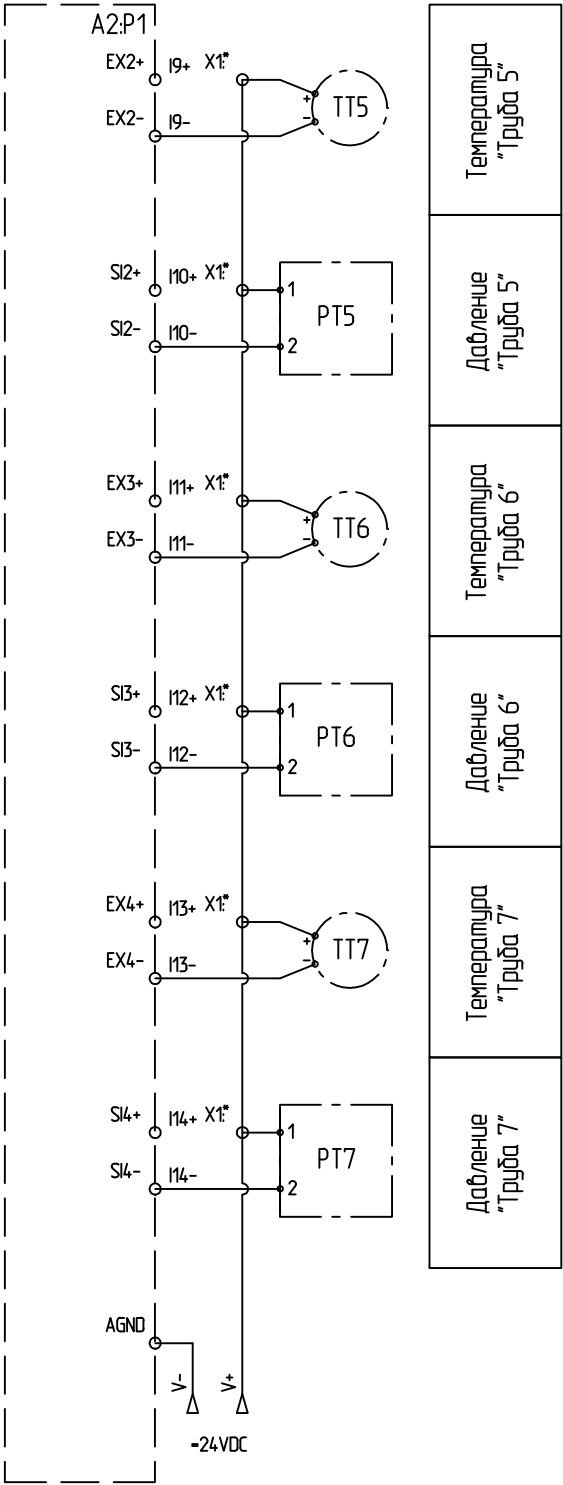 A2:P1
EX2+ I9+ X1:*
EX2- I9-
+
-
TT5
Температура
"Труба 5"
SI2+ I10+ X1:*
SI2- I10-
1
2
PT5
Давление
"Труба 5"
EX3+ I11+ X1:*
EX3- I11-
+
-
TT6
Температура
"Труба 6"
SI3+ I12+ X1:*
SI3- I12-
1
2
PT6
Давление
"Труба 6"
EX4+ I13+ X1:*
EX4- I13-
+
-
TT7
Температура
"Труба 7"
SI4+ I14+ X1:*
SI4- I14-
1
2
PT7
Давление
"Труба 7"
AGND
V-
V+
=24VDC